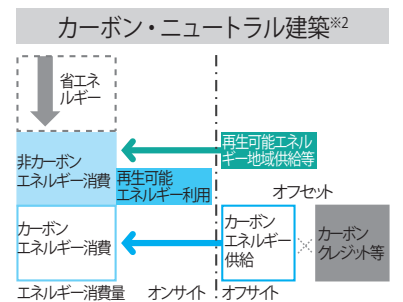 カーボン・ニュートラル建築※2
省エネ
ルギー
再生可能エネル
ギー地域供給等
非カーボン
エネルギー消費
再生可能
エネルギー利用
オフセット
カーボン
エネルギー消費
カーボン
エネルギー
供給
カーボン
クレジット等
エネルギー消費量
オンサイト
オフサイト